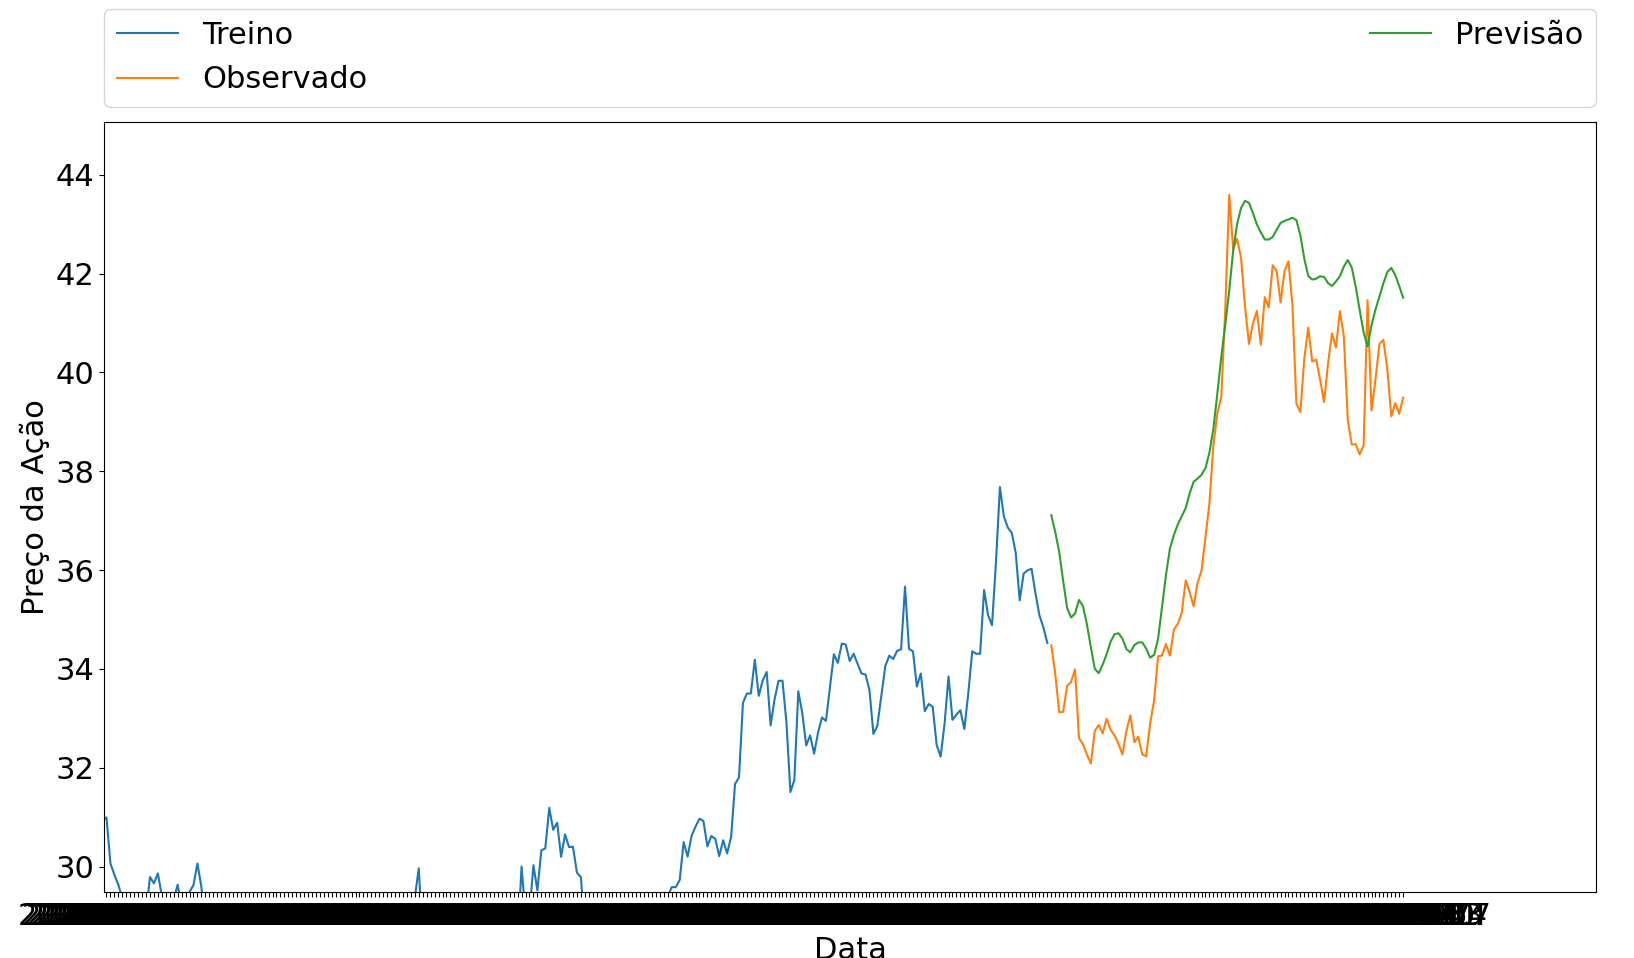 Treino
Observado
Previsão
44
42
40
38
36
34
32
30
Preço da Ação
Data